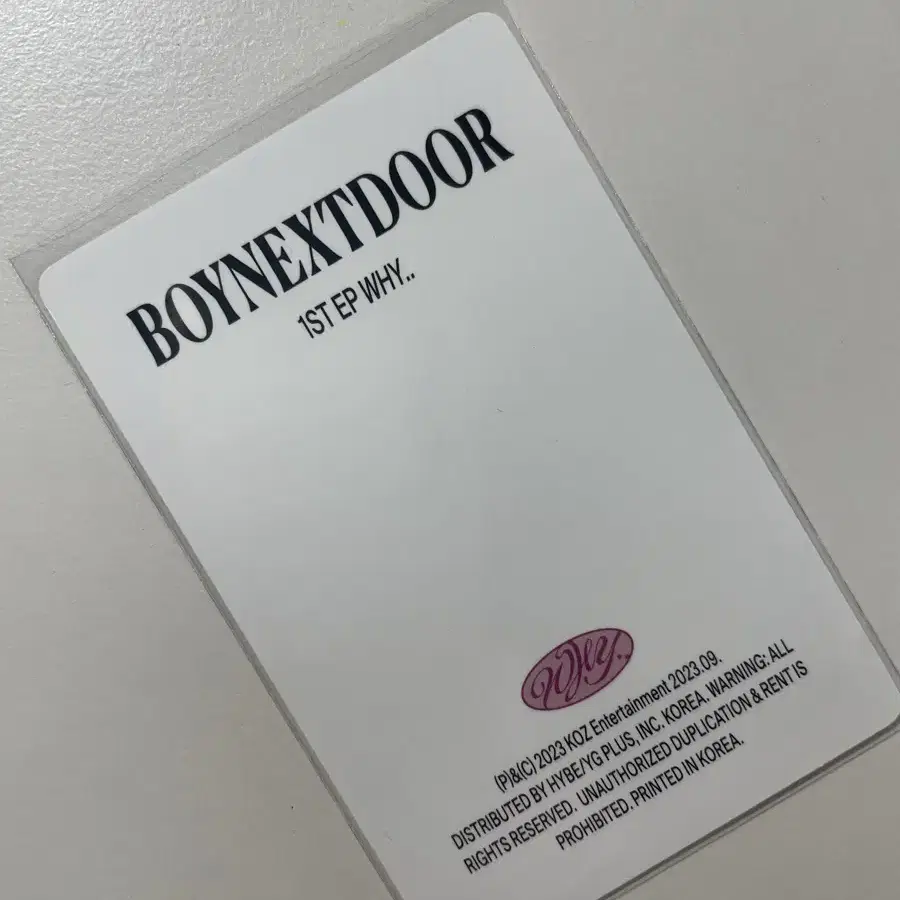 BOYNEXTDOOR
1ST EP WHY..
WHY..
(P)&(C) 2023 KOZ Entertainment 2023.09.
DISTRIBUTED BY HYBE/YG PLUS, INC. KOREA. WARNING: ALL
RIGHTS RESERVED. UNAUTHORIZED DUPLICATION & RENT IS
PROHIBITED. PRINTED IN KOREA.